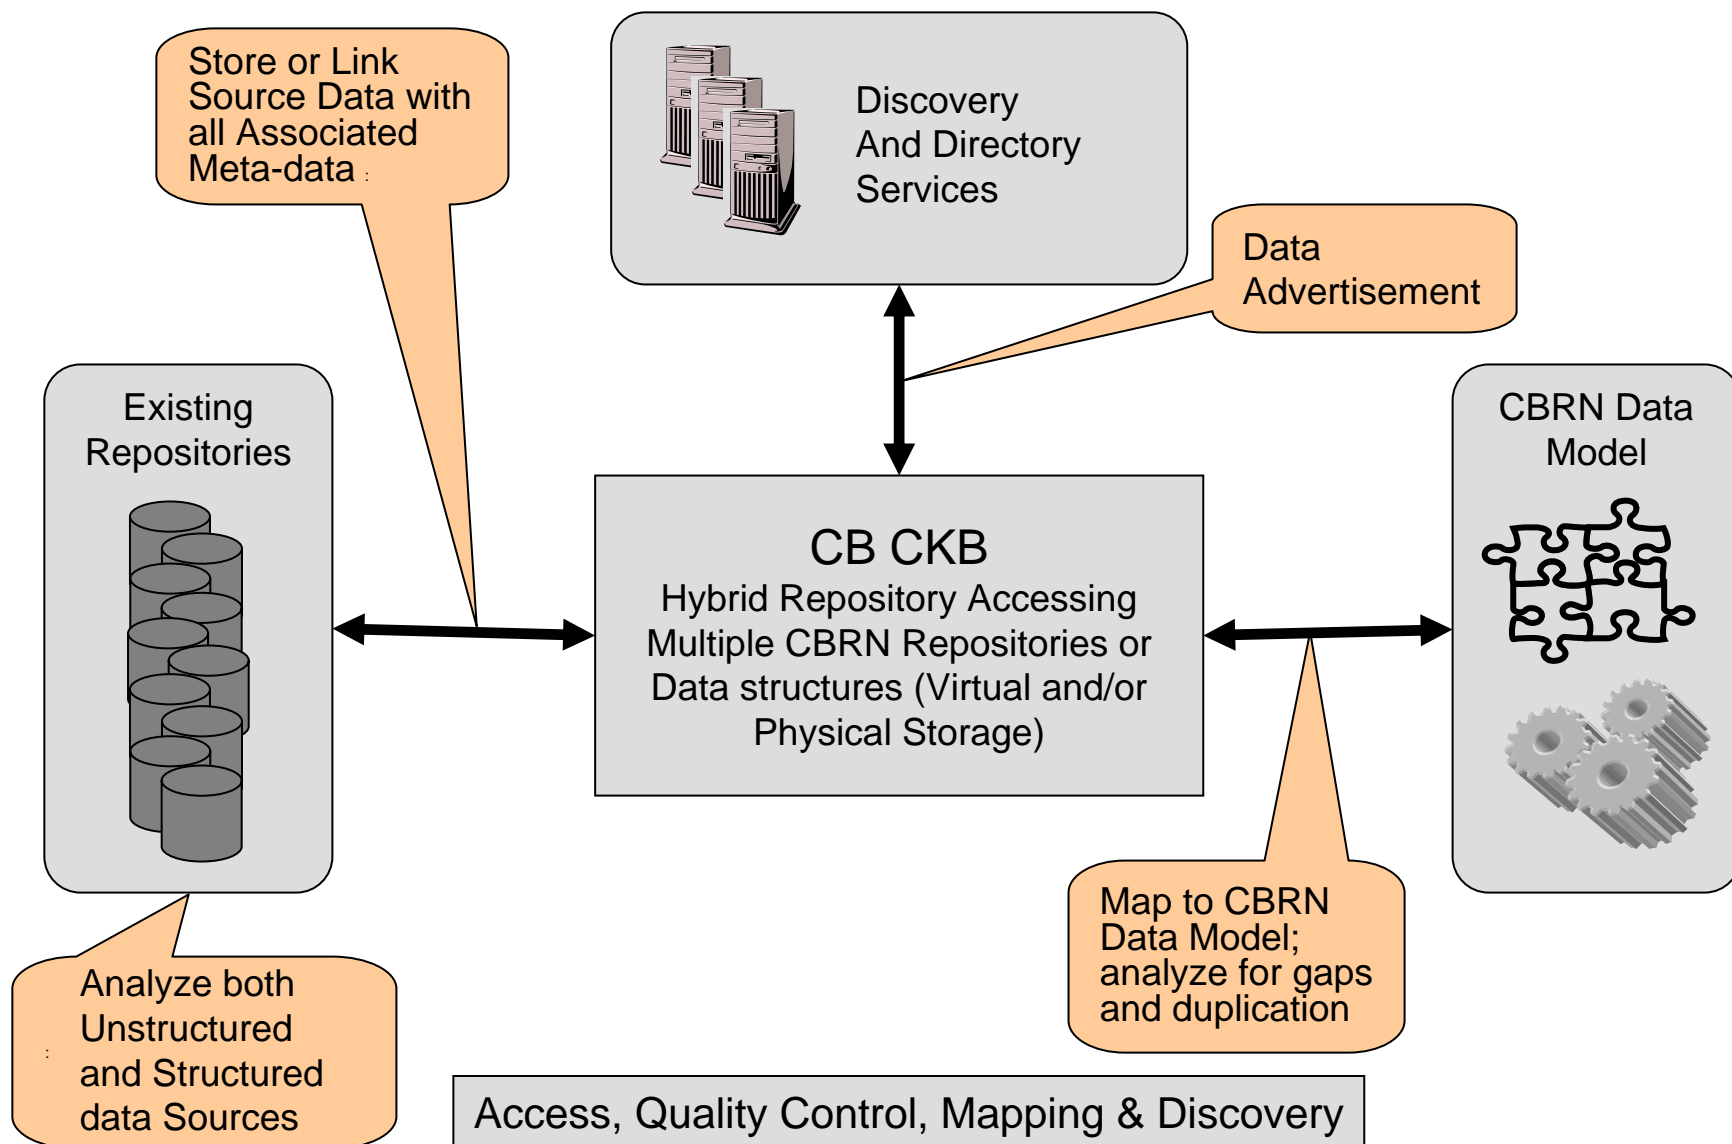 Store or Link
Source Data with
all Associated
Meta-data :
Discovery
And Directory
Services
Data
Advertisement
Existing
Repositories
CBRN Data
Model
CB CKB
Hybrid Repository Accessing
Multiple CBRN Repositories or
Data structures (Virtual and/or
Physical Storage)
Map to CBRN
Data Model;
analyze for gaps
and duplication
Analyze both
Unstructured
: and Structured
data Sources
Access, Quality Control, Mapping & Discovery